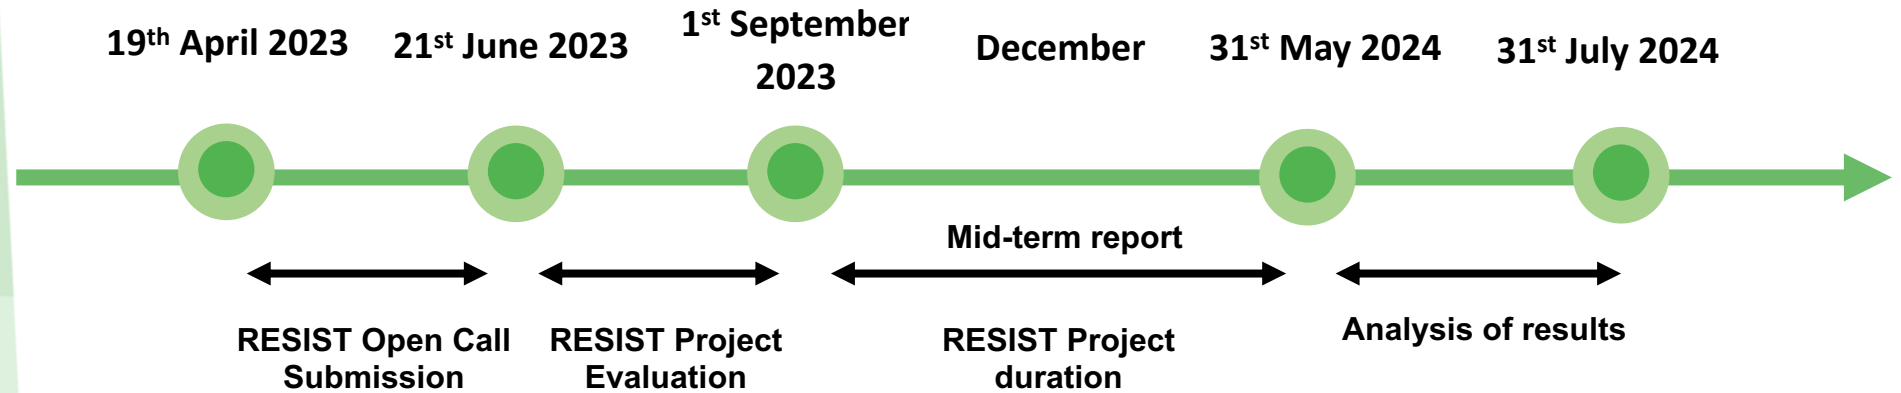 19th April 2023
21st June 2023
1st September
2023
December
31st May 2024
31st July 2024
Mid-term report
RESIST Open Call
Submission
RESIST Project
Evaluation
RESIST Project
duration
Analysis of results